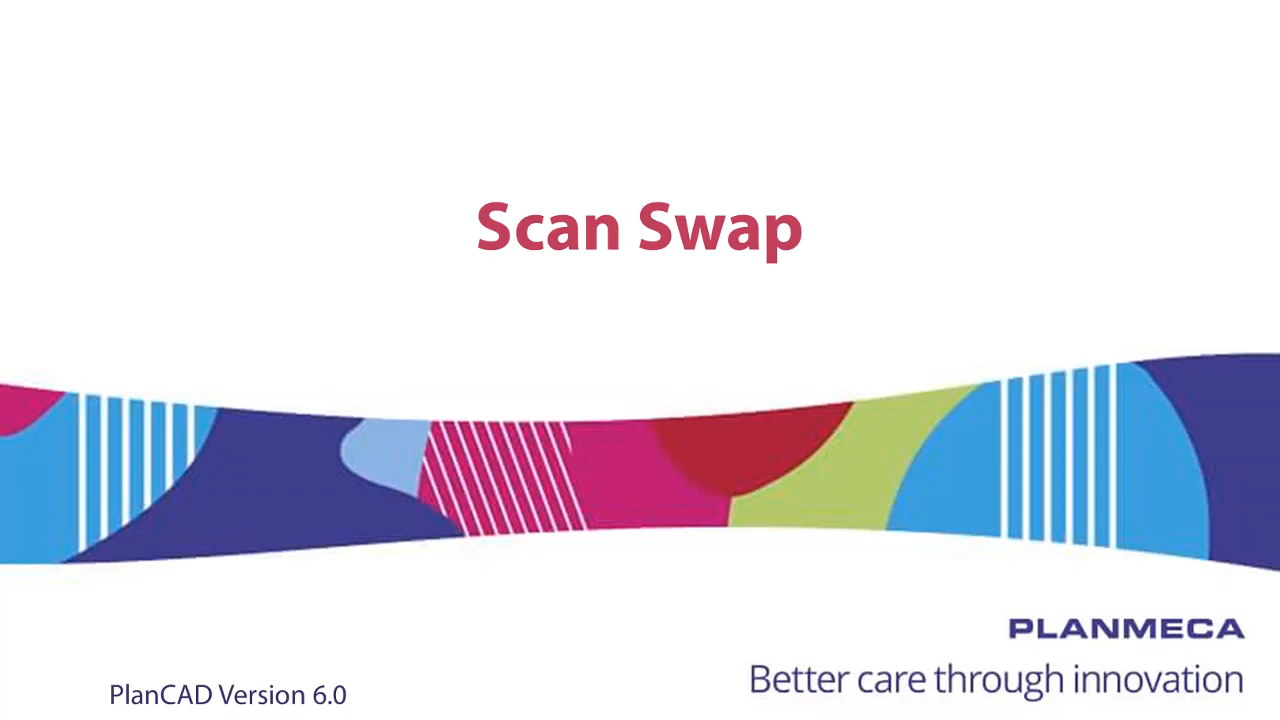 Scan Swap
PLANMECA
Better care through innovation
PlanCAD Version 6.0